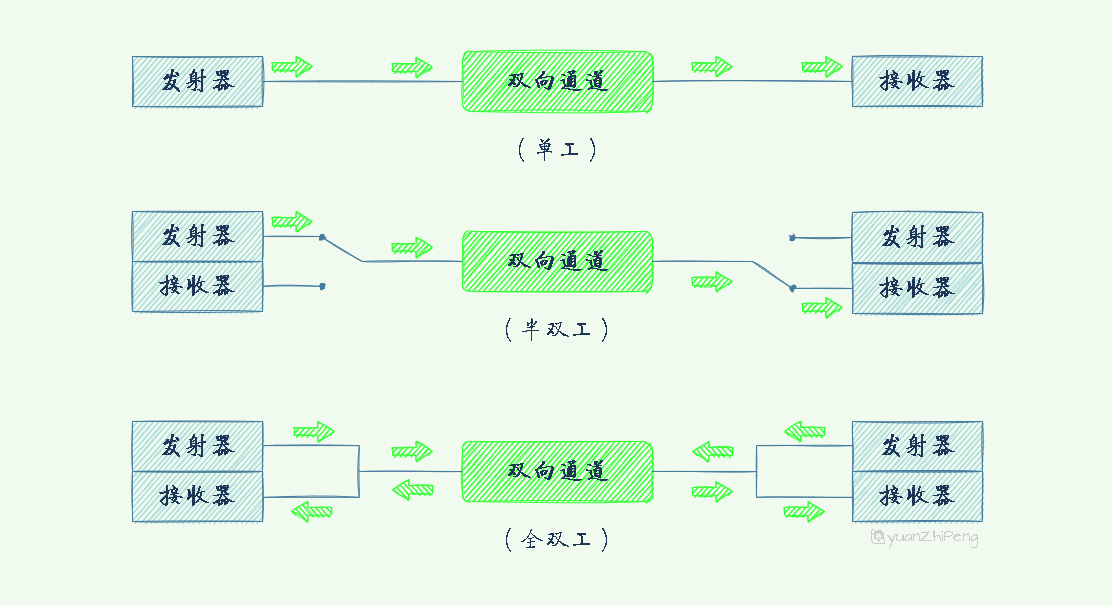 发射器 双向通道 接收器
(单工)
发射器 发射器
双向通道
接收器 接收器
(半双工)
发射器 发射器
双向通道
接收器 接收器
(全双工)
yuanZhiPeng